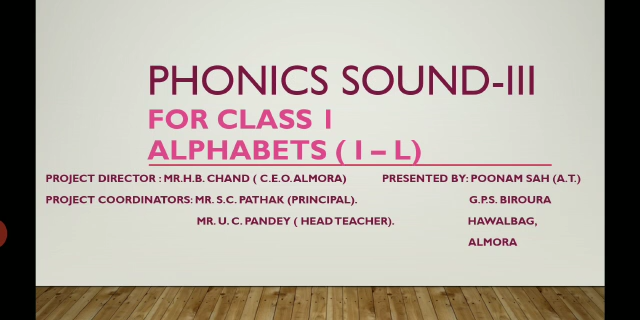 PHONICS SOUND-III
FOR CLASS 1
ALPHABETS ( I – L)
PROJECT DIRECTOR : MR.H.B. CHAND ( C.E.O.ALMORA) PRESENTED BY: POONAM SAH (A.T.)
PROJECT COORDINATORS: MR. S.C. PATHAK (PRINCIPAL). G.P.S. BIROURA
MR. U. C. PANDEY ( HEAD TEACHER). HAWALBAG,
ALMORA